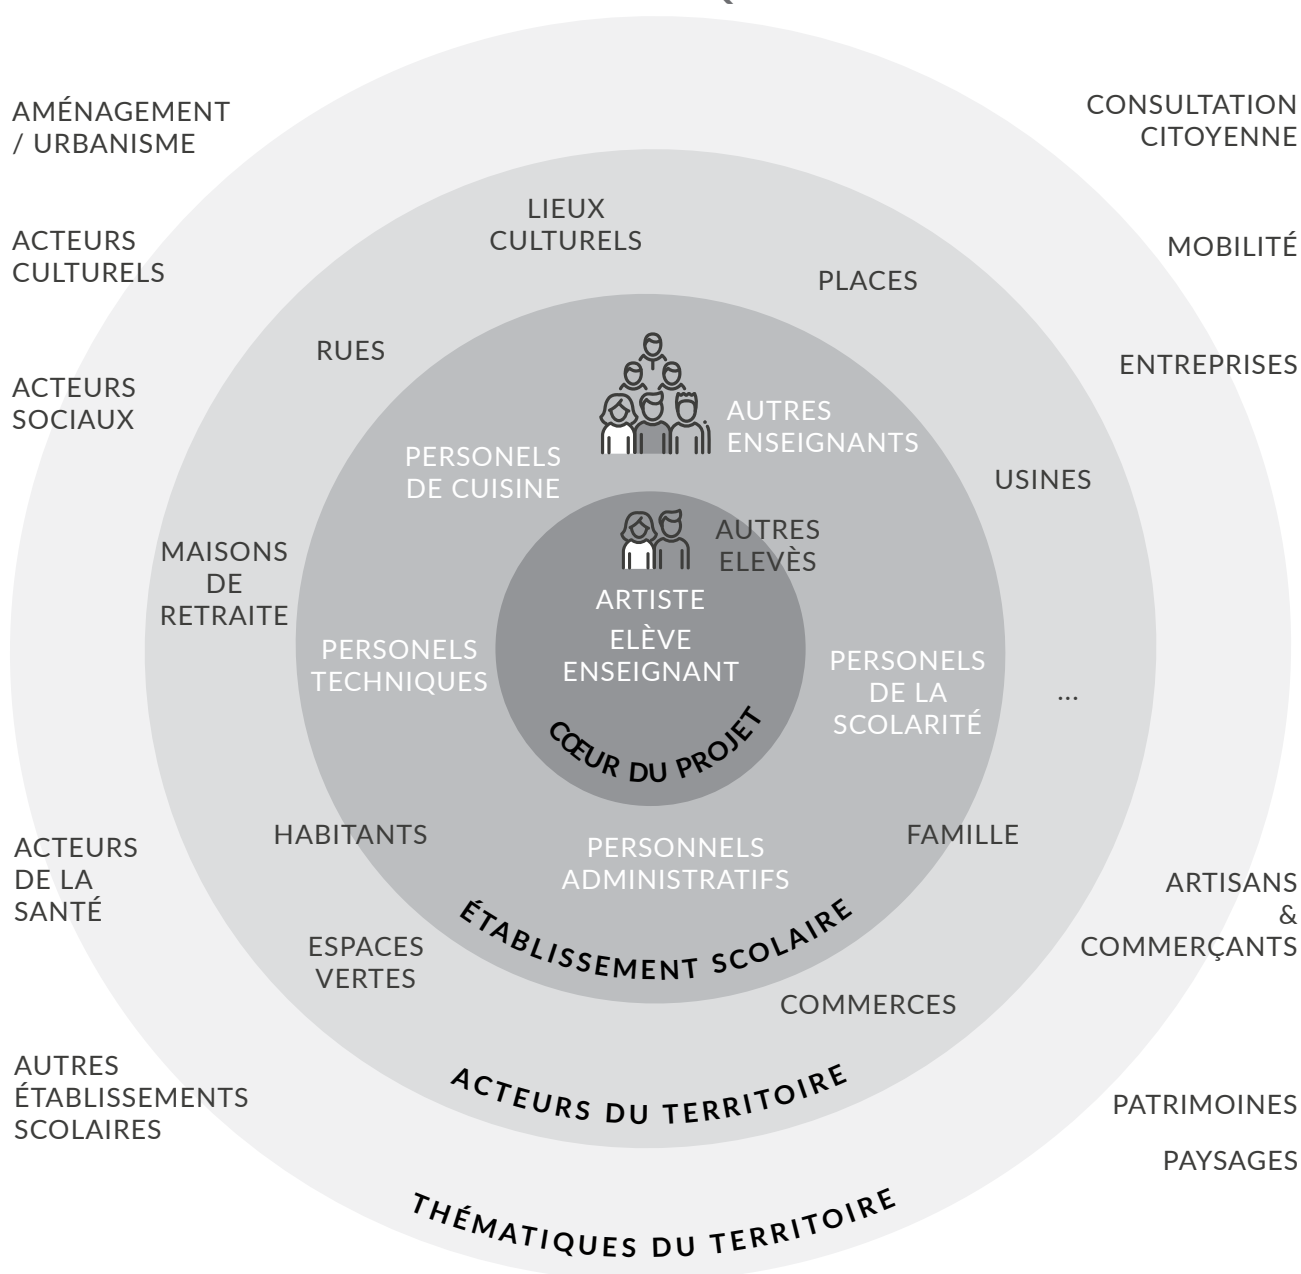 AMÉNAGEMENT
/ URBANISME
CONSULTATION
CITOYENNE
LIEUX
CULTURELS
ACTEURS
CULTURELS
MOBILITÉ
PLACES
RUES
ENTREPRISES
ACTEURS
SOCIAUX
AUTRES
ENSEIGNANTS
PERSONELS
DE CUISINE
USINES
AUTRES
ELEVÈS
MAISONS
DE
RETRAITE
ARTISTE
ELÈVE
ENSEIGNANT
PERSONELS
TECHNIQUES
PERSONELS
DE LA
SCOLARITÉ
...
CŒUR DU PROJET
HABITANTS
FAMILLE
PERSONNELS
ADMINISTRATIFS
ACTEURS
DE LA
SANTÉ
ARTISANS
&
COMMERÇANTS
ÉTABLISSEMENT SCOLAIRE
ESPACES
VERTES
COMMERCES
AUTRES
ÉTABLISSEMENTS
SCOLAIRES
ACTEURS DU TERRITOIRE
PATRIMOINES
PAYSAGES
THÉMATIQUES DU TERRITOIRE